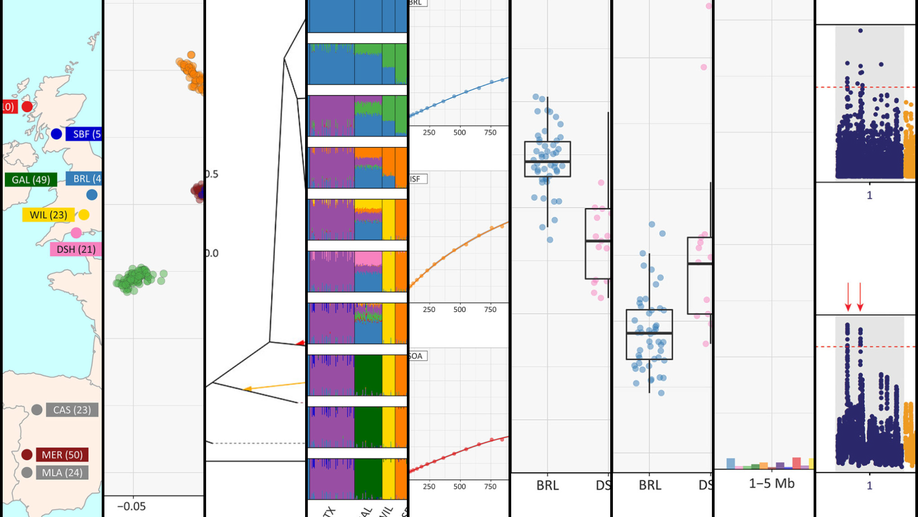 0)
SBF (5
GAL (49)
BRL (4
WIL (23)
DSH (21)
CAS (23)
MER (50)
MLA (24)
−0.05
0.5
0.0
BRL
250 500 750
ISF
250 500 750
SOA
250 500 750
BRL DS
BRL DS
1−5 Mb
1
1